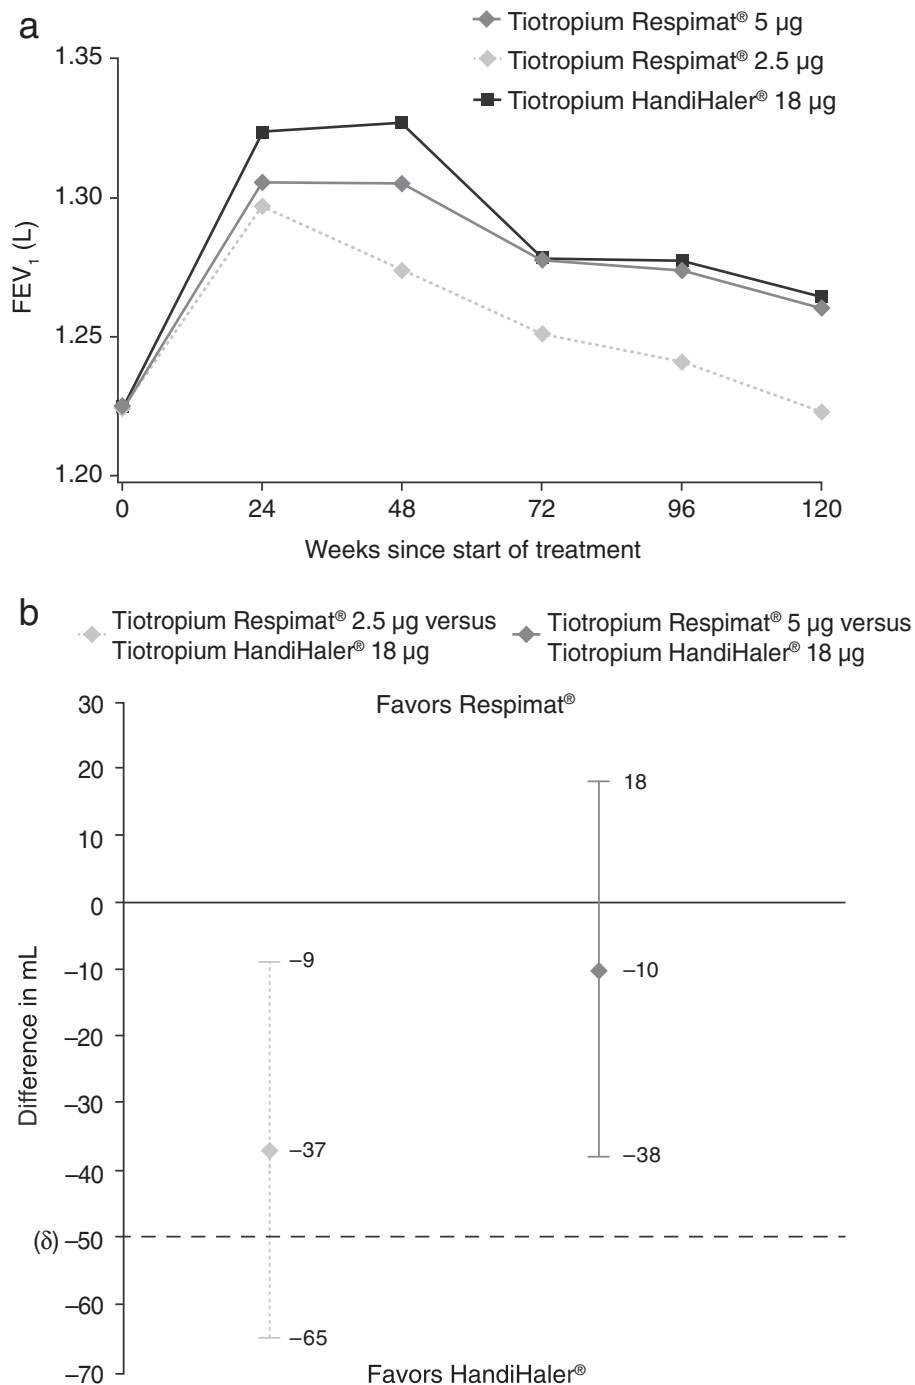 a
Tiotropium Respimat® 5 µg
Tiotropium Respimat® 2.5 µg
Tiotropium HandiHaler® 18 µg
1.35
1.30
1.25
1.20
FEV₁ (L)
0 24 48 72 96 120
Weeks since start of treatment
b
Tiotropium Respimat® 2.5 µg versus
Tiotropium HandiHaler® 18 µg
Tiotropium Respimat® 5 µg versus
Tiotropium HandiHaler® 18 µg
Favors Respimat®
30
20
10
0
–10
–20
–30
–40
(δ) –50
–60
–70
Difference in mL
18
–9
–10
–37
–38
–65
Favors HandiHaler®